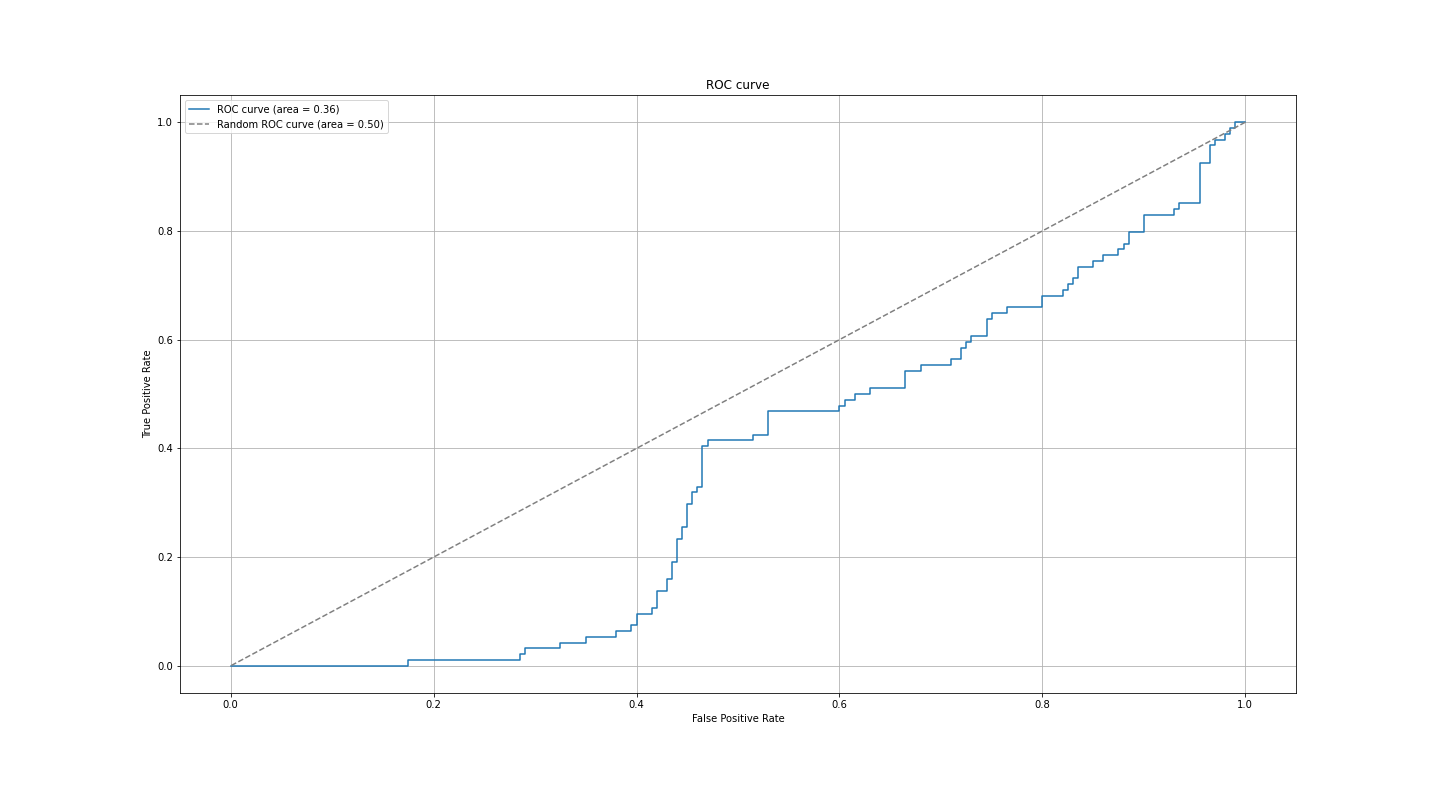 ROC curve
ROC curve (area = 0.36)
Random ROC curve (area = 0.50)
1.0
0.8
0.6
0.4
0.2
0.0
True Positive Rate
0.0 0.2 0.4 0.6 0.8 1.0
False Positive Rate